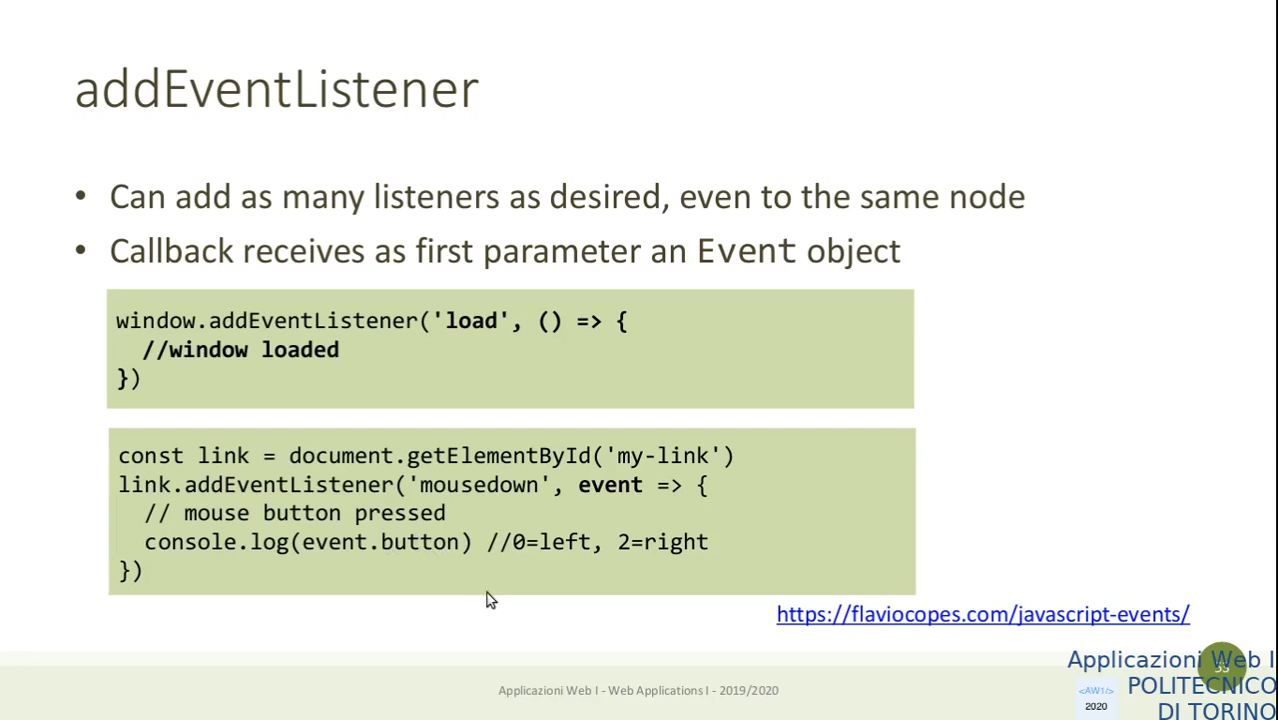 addEventListener
• Can add as many listeners as desired, even to the same node
• Callback receives as first parameter an Event object
window.addEventListener('load', () => {
  //window loaded
})
const link = document.getElementById('my-link')
link.addEventListener('mousedown', event => {
  // mouse button pressed
  console.log(event.button) //0=left, 2=right
})
https://flaviocopes.com/javascript-events/
Applicazioni Web I - Web Applications I - 2019/2020
Applicazioni Web I
POLITECNICO
DI TORINO
<AW1/>
2020